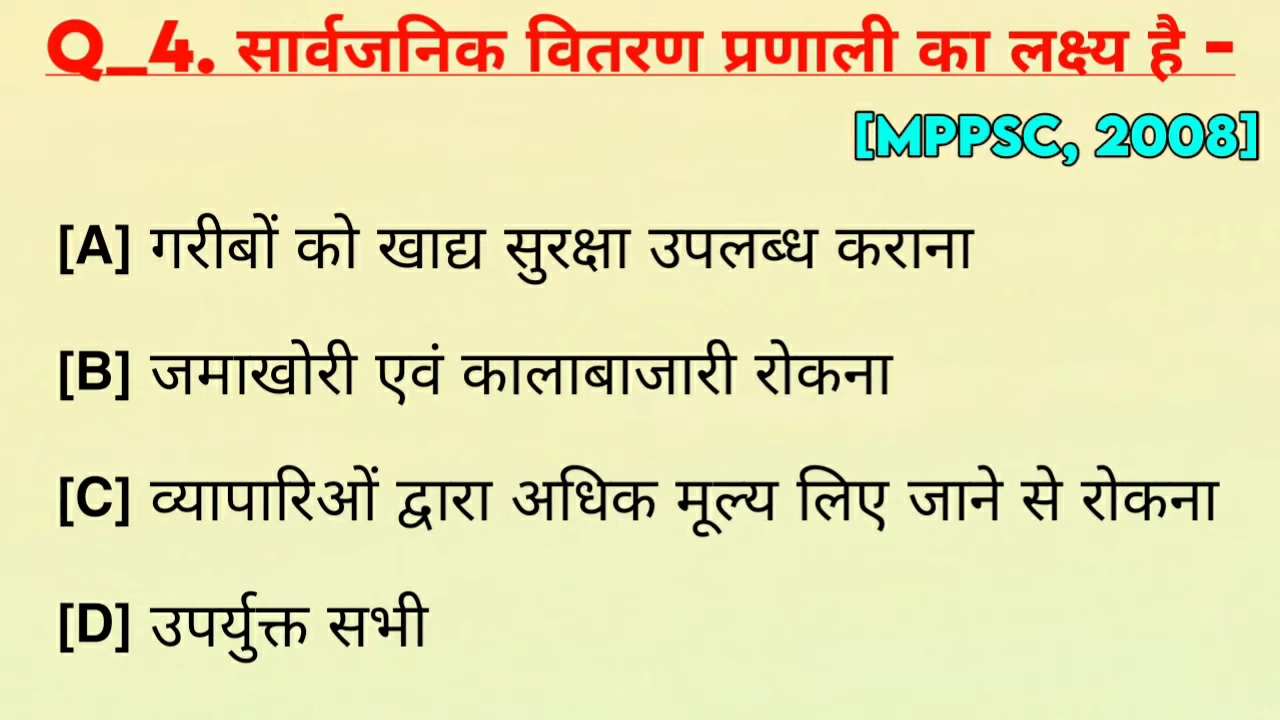 Q_4. सार्वजनिक वितरण प्रणाली का लक्ष्य है -
[MPPSC, 2008]
[A] गरीबों को खाद्य सुरक्षा उपलब्ध कराना
[B] जमाखोरी एवं कालाबाजारी रोकना
[C] व्यापारिओं द्वारा अधिक मूल्य लिए जाने से रोकना
[D] उपर्युक्त सभी